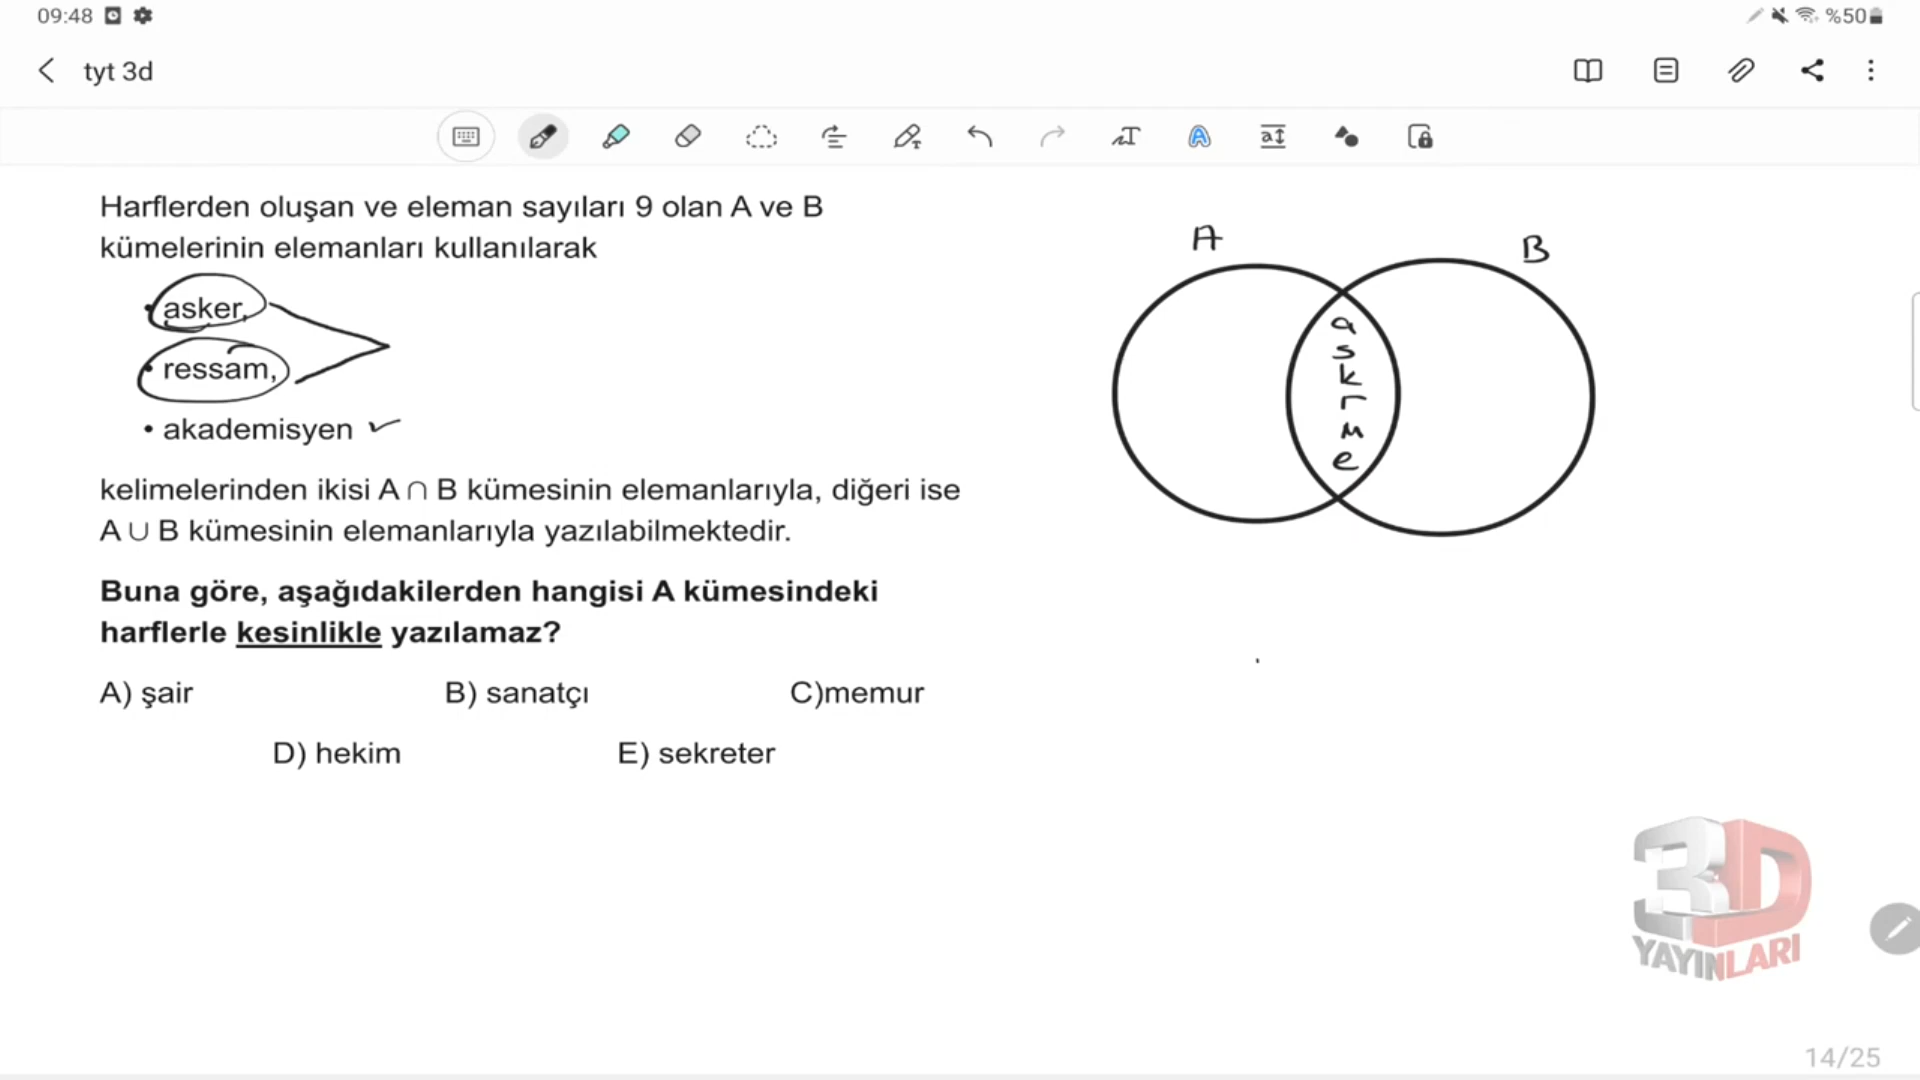 09:48
%50
tyt 3d
Harflerden oluşan ve eleman sayıları 9 olan A ve B
kümelerinin elemanları kullanılarak
• asker,
• ressam,
• akademisyen
kelimelerinden ikisi A ∩ B kümesinin elemanlarıyla, diğeri ise
A ∪ B kümesinin elemanlarıyla yazılabilmektedir.
Buna göre, aşağıdakilerden hangisi A kümesindeki
harflerle kesinlikle yazılamaz?
A) şair B) sanatçı C)memur
D) hekim E) sekreter
A
B
a
s
k
r
m
e
3D
YAYINLARI
14/25